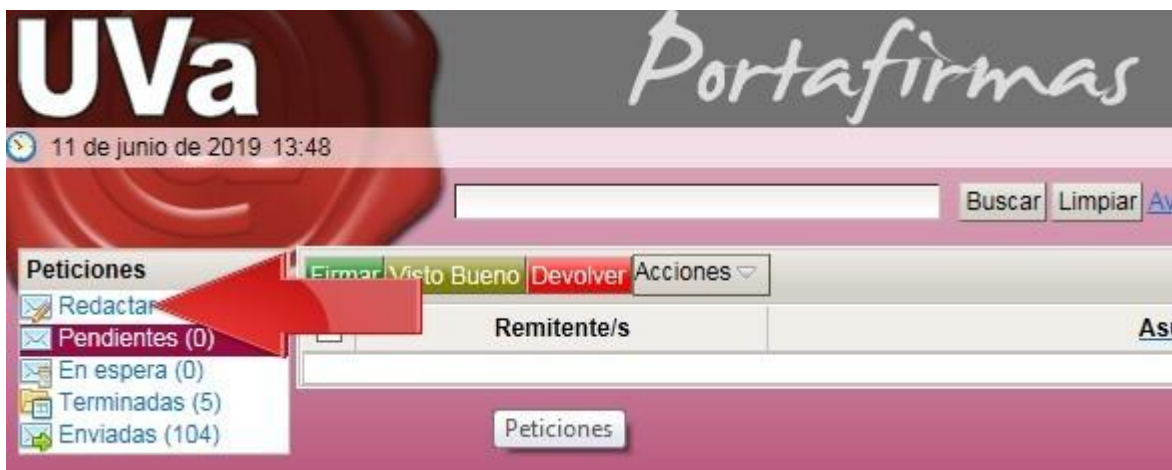 UVa
Portafirmas
11 de junio de 2019 13:48
Buscar Limpiar
Peticiones
Firmar Visto Bueno Devolver Acciones
Redactar
Remitente/s
Pendientes (0)
En espera (0)
Terminadas (5)
Enviadas (104)
Peticiones